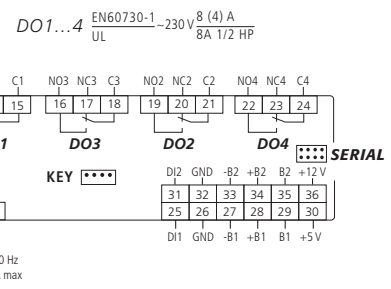 DO1...4 EN60730-1 ~230 V 8 (4) A
UL 8A 1/2 HP
C1 NO3 NC3 C3 NO2 NC2 C2 NO4 NC4 C4
15 16 17 18 19 20 21 22 23 24
1 DO3 DO2 DO4 SERIAL
KEY DI2 GND -B2 +B2 B2 +12 V
31 32 33 34 35 36
25 26 27 28 29 30
DI1 GND -B1 +B1 B1 +5 V
0 Hz
max